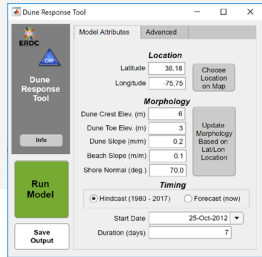 Dune Response Tool
ERDC
Dune
Response
Tool
Info
Run
Model
Save
Output
Model Attributes
Advanced
Location
Latitude 36.18
Longitude -75.75
Choose
Location
on Map
Morphology
Dune Crest Elev. (m) 6
Dune Toe Elev. (m) 3
Dune Slope (m/m) 0.2
Beach Slope (m/m) 0.1
Shore Normal (deg.) 70.0
Update
Morphology
Based on
Lat/Lon
Location
Timing
Hindcast (1980 - 2017) Forecast (now)
Start Date 25-Oct-2012
Duration (days) 7